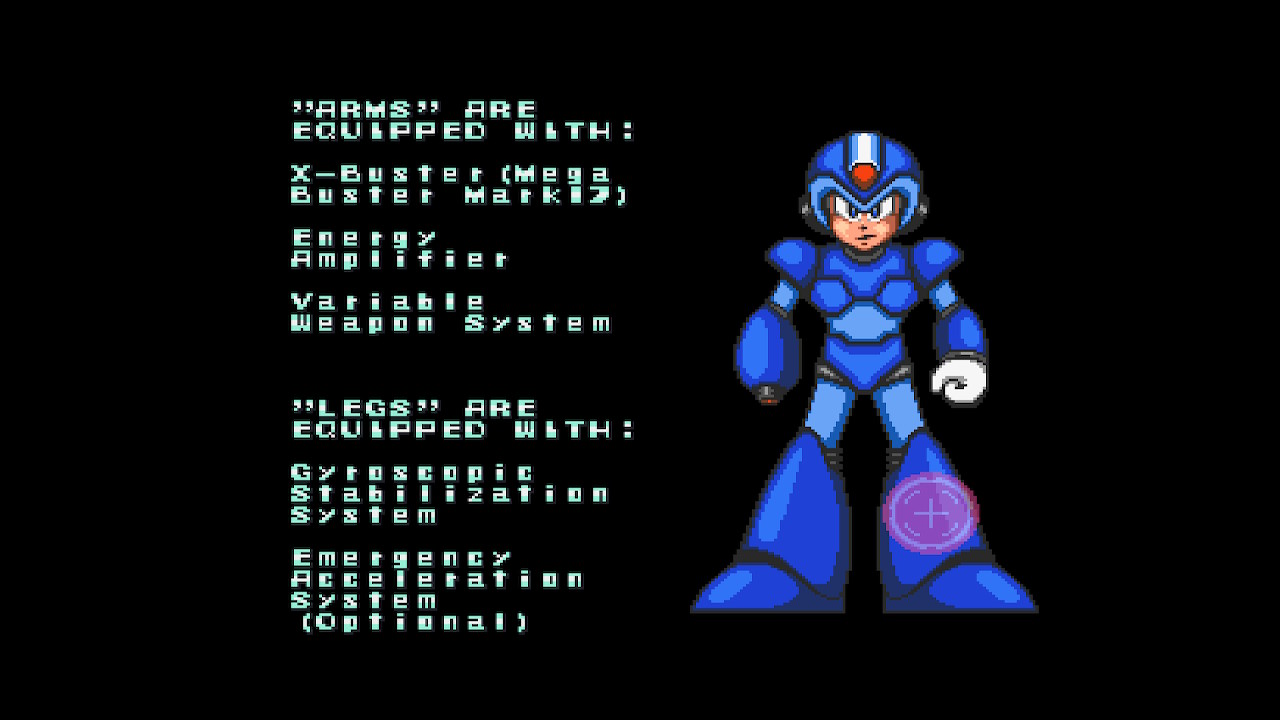 "ARMS" ARE
EQUIPPED WITH:
X-Buster (Mega
Buster Mark17)
Energy
Amplifier
Variable
Weapon System
"LEGS" ARE
EQUIPPED WITH:
Gyroscopic
Stabilization
System
Emergency
Acceleration
System
(Optional)